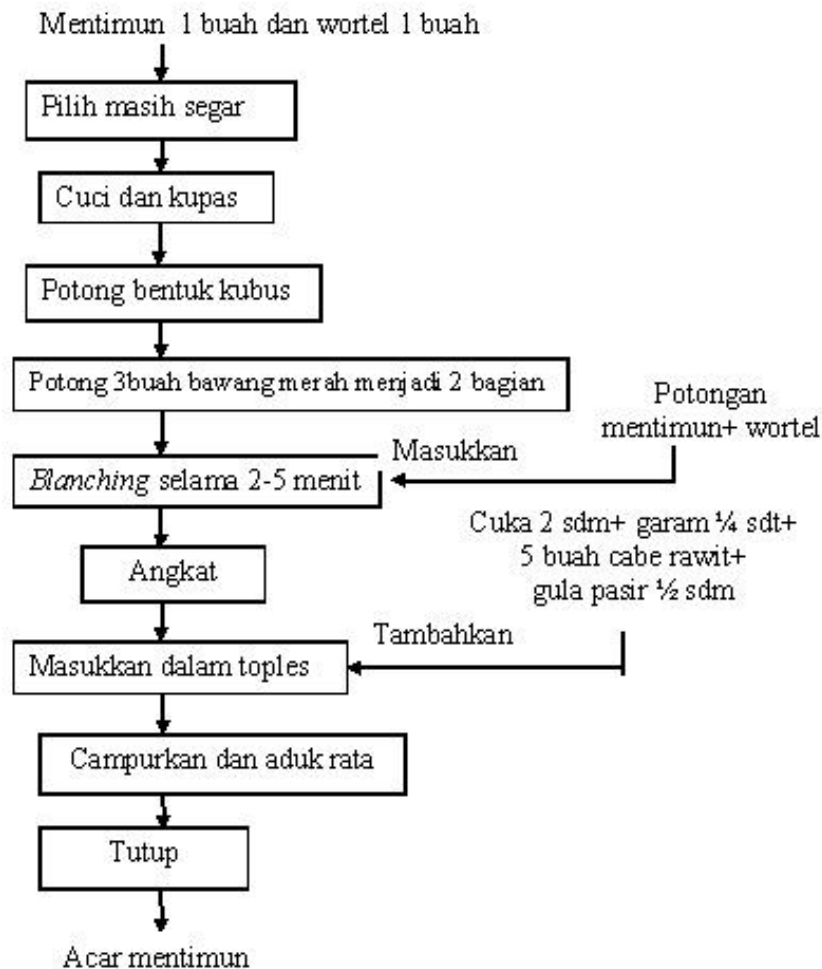 Mentimun 1 buah dan wortel 1 buah
Pilih masih segar
Cuci dan kupas
Potong bentuk kubus
Potong 3buah bawang merah menjadi 2 bagian
Potongan
mentimun+ wortel
Masukkan
Blanching selama 2-5 menit
Cuka 2 sdm+ garam ¼ sdt+
5 buah cabe rawit+
gula pasir ½ sdm
Angkat
Tambahkan
Masukkan dalam toples
Campurkan dan aduk rata
Tutup
Acar mentimun